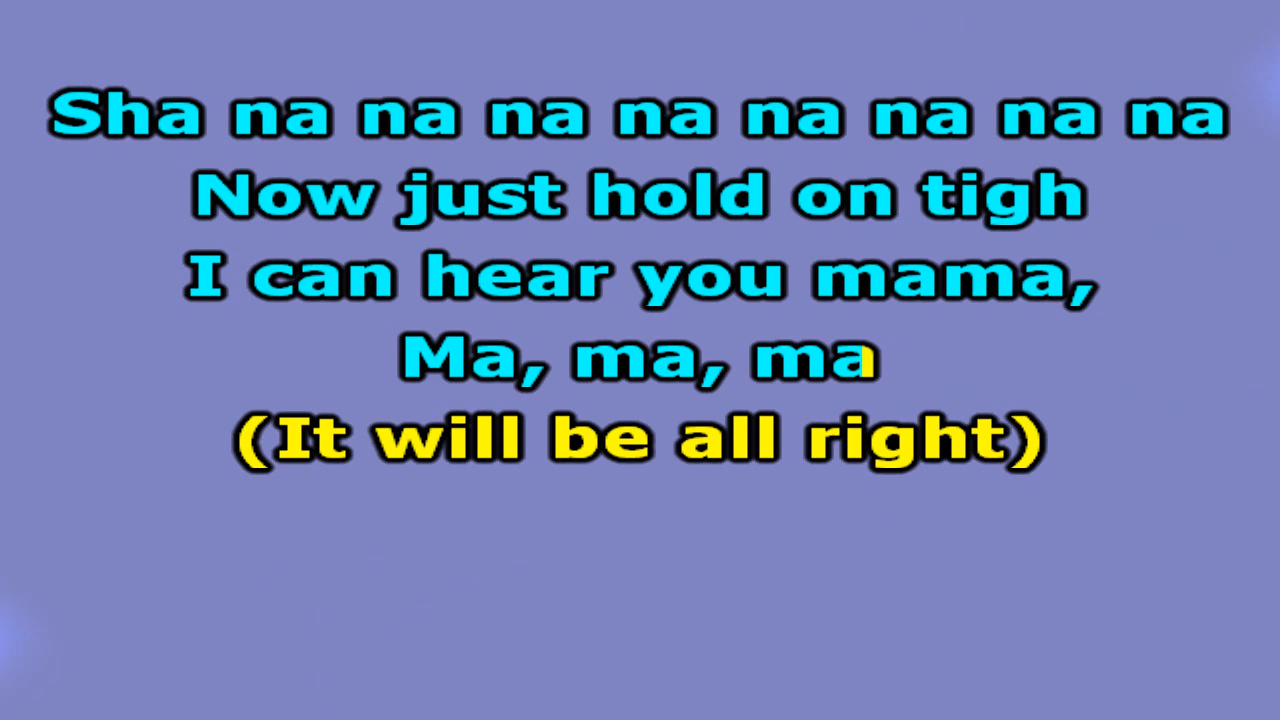 Sha na na na na na na na na
Now just hold on tigh
I can hear you mama,
Ma, ma, ma
(It will be all right)